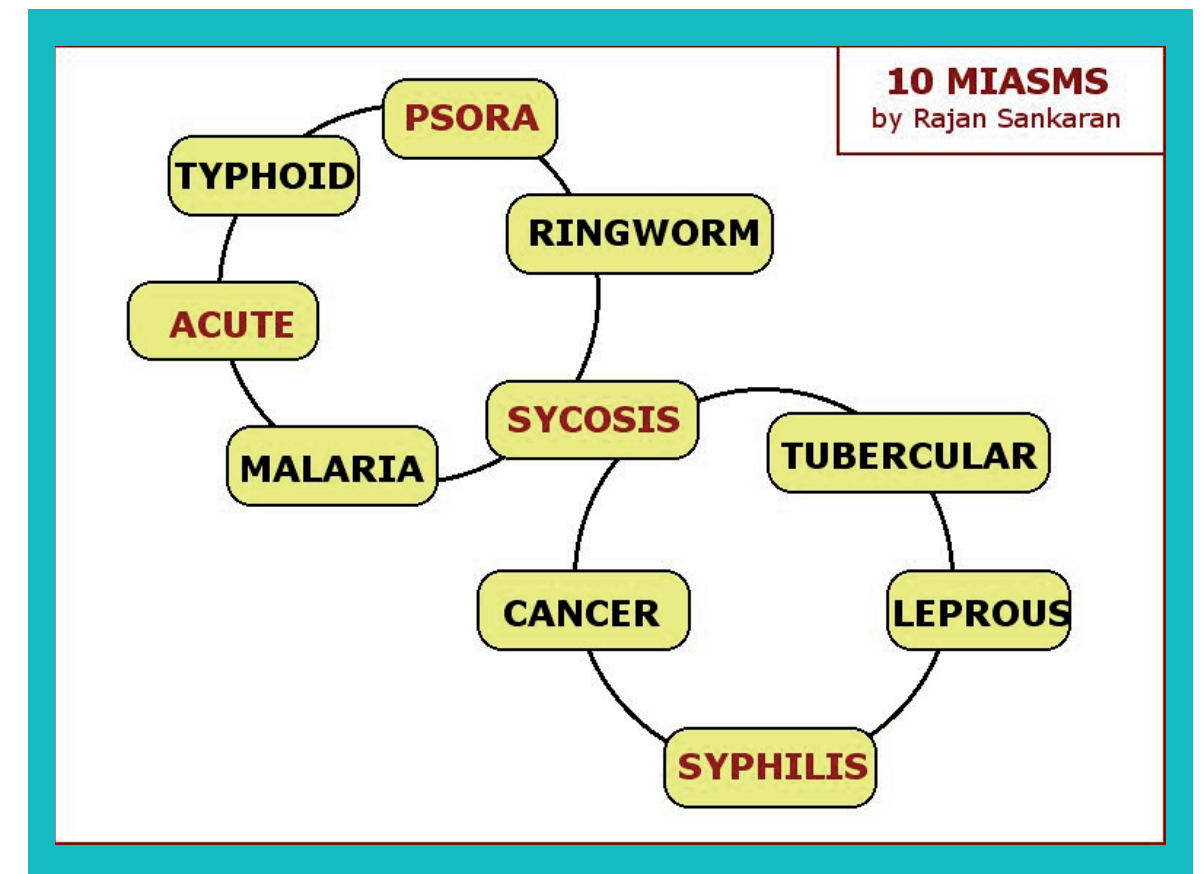 10 MIASMS
by Rajan Sankaran
PSORA
TYPHOID
RINGWORM
ACUTE
SYCOSIS
MALARIA
TUBERCULAR
CANCER
LEPROUS
SYPHILIS